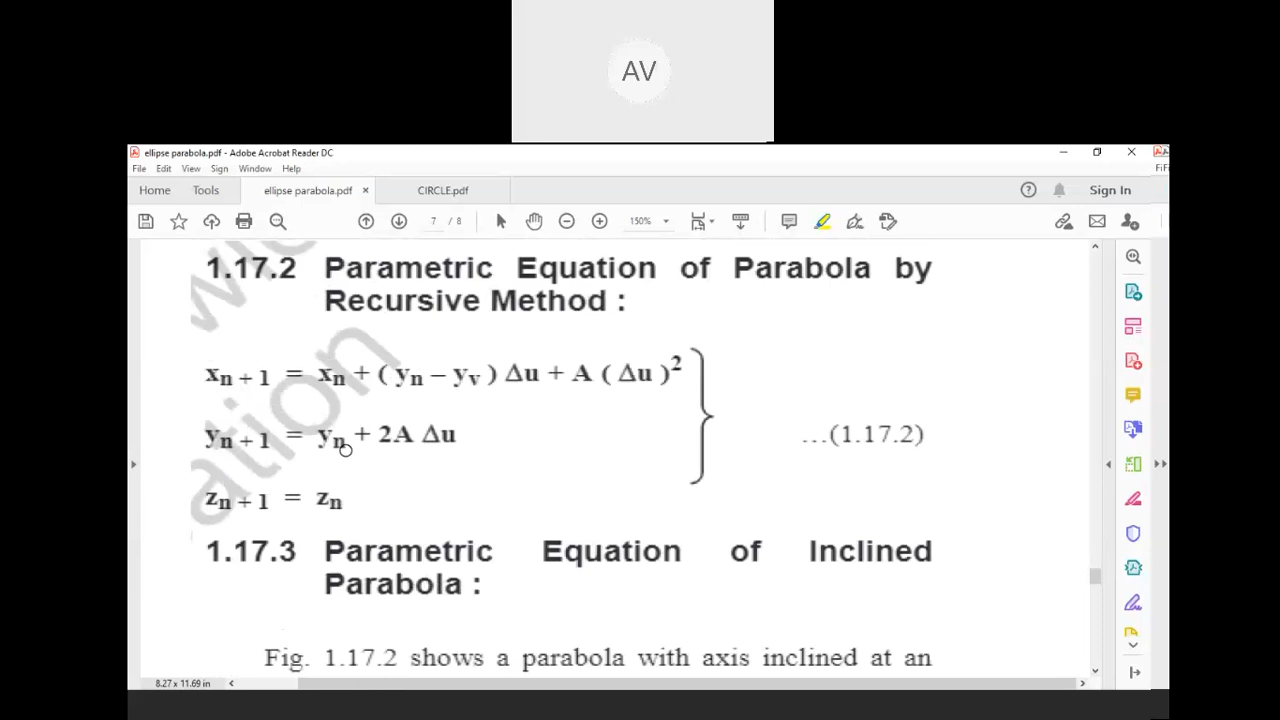 AV
ellipse parabola.pdf - Adobe Acrobat Reader DC
File Edit View Sign Window Help
FiFi
Home Tools ellipse parabola.pdf × CIRCLE.pdf Sign In
7 / 8 150%
1.17.2 Parametric Equation of Parabola by
Recursive Method :
xₙ₊₁ = xₙ + ( yₙ – yᵥ ) Δu + A ( Δu )²
yₙ₊₁ = yₙ + 2A Δu ...(1.17.2)
zₙ₊₁ = zₙ
1.17.3 Parametric Equation of Inclined
Parabola :
Fig. 1.17.2 shows a parabola with axis inclined at an
8.27 x 11.69 in